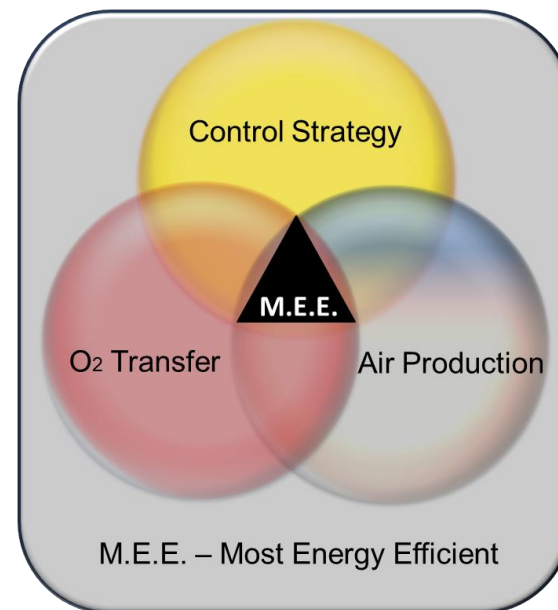 Control Strategy
M.E.E.
O2 Transfer
Air Production
M.E.E. – Most Energy Efficient